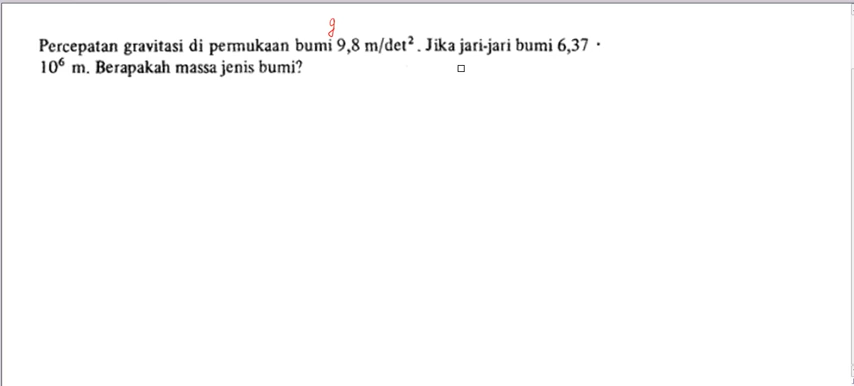 g
Percepatan gravitasi di permukaan bumi 9,8 m/det². Jika jari-jari bumi 6,37 ·
10⁶ m. Berapakah massa jenis bumi?